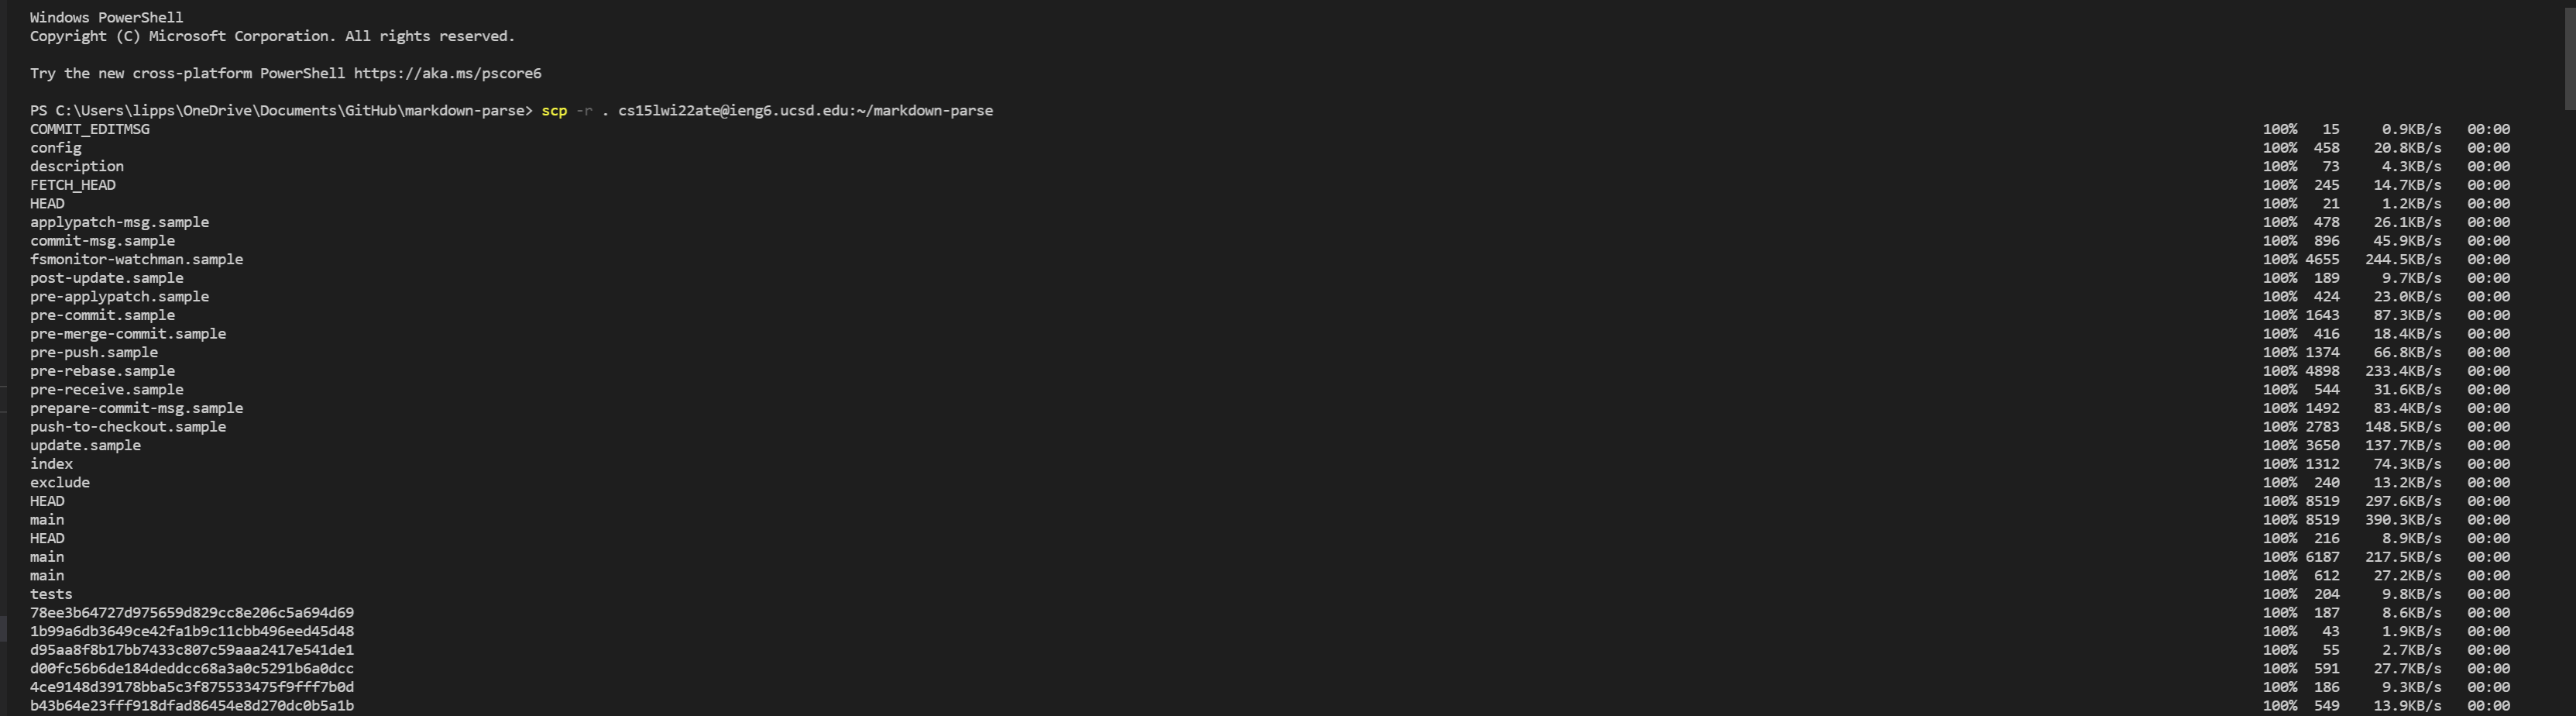 Windows PowerShell
Copyright (C) Microsoft Corporation. All rights reserved.
Try the new cross-platform PowerShell https://aka.ms/pscore6
PS C:\Users\lipps\OneDrive\Documents\GitHub\markdown-parse> scp -r . cs15lwi22ate@ieng6.ucsd.edu:~/markdown-parse
COMMIT_EDITMSG 100% 15 0.9KB/s 00:00
config 100% 458 20.8KB/s 00:00
description 100% 73 4.3KB/s 00:00
FETCH_HEAD 100% 245 14.7KB/s 00:00
HEAD 100% 21 1.2KB/s 00:00
applypatch-msg.sample 100% 478 26.1KB/s 00:00
commit-msg.sample 100% 896 45.9KB/s 00:00
fsmonitor-watchman.sample 100% 4655 244.5KB/s 00:00
post-update.sample 100% 189 9.7KB/s 00:00
pre-applypatch.sample 100% 424 23.0KB/s 00:00
pre-commit.sample 100% 1643 87.3KB/s 00:00
pre-merge-commit.sample 100% 416 18.4KB/s 00:00
pre-push.sample 100% 1374 66.8KB/s 00:00
pre-rebase.sample 100% 4898 233.4KB/s 00:00
pre-receive.sample 100% 544 31.6KB/s 00:00
prepare-commit-msg.sample 100% 1492 83.4KB/s 00:00
push-to-checkout.sample 100% 2783 148.5KB/s 00:00
update.sample 100% 3650 137.7KB/s 00:00
index 100% 1312 74.3KB/s 00:00
exclude 100% 240 13.2KB/s 00:00
HEAD 100% 8519 297.6KB/s 00:00
main 100% 8519 390.3KB/s 00:00
HEAD 100% 216 8.9KB/s 00:00
main 100% 6187 217.5KB/s 00:00
main 100% 612 27.2KB/s 00:00
tests 100% 204 9.8KB/s 00:00
78ee3b64727d975659d829cc8e206c5a694d69 100% 187 8.6KB/s 00:00
1b99a6db3649ce42fa1b9c11cbb496eed45d48 100% 43 1.9KB/s 00:00
d95aa8f8b17bb7433c807c59aaa2417e541de1 100% 55 2.7KB/s 00:00
d00fc56b6de184deddcc68a3a0c5291b6a0dcc 100% 591 27.7KB/s 00:00
4ce9148d39178bba5c3f875533475f9fff7b0d 100% 186 9.3KB/s 00:00
b43b64e23fff918dfad86454e8d270dc0b5a1b 100% 549 13.9KB/s 00:00